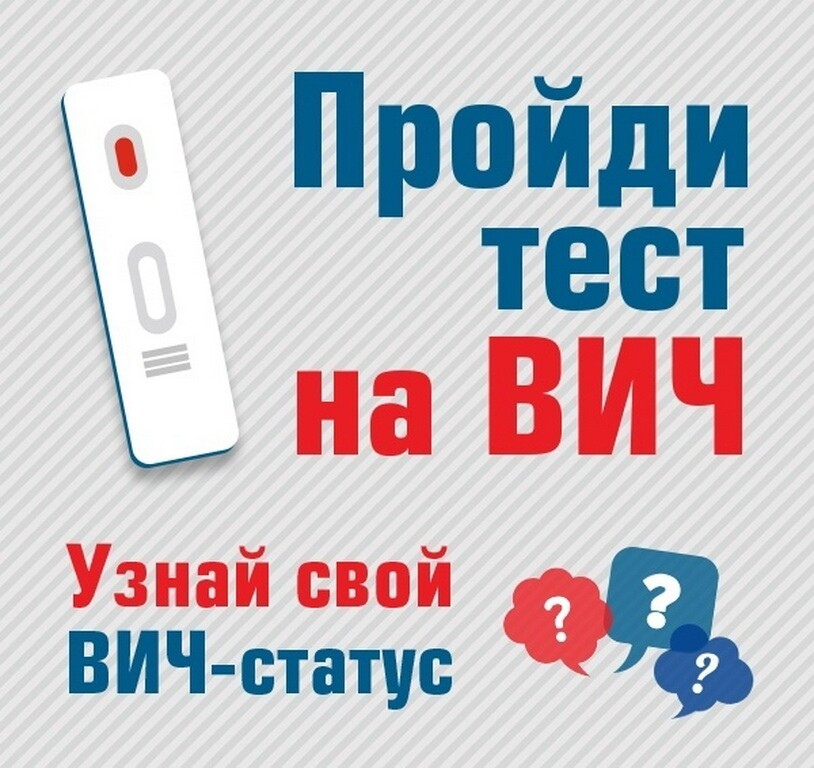 Пройди
тест
на ВИЧ
Узнай свой
ВИЧ-статус
? ? ?